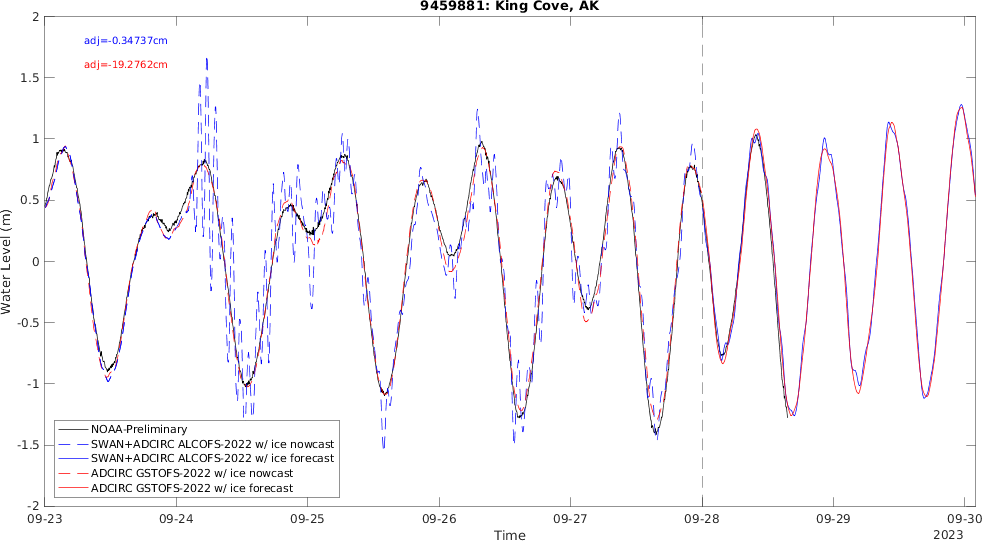 9459881: King Cove, AK
adj=-0.34737cm
adj=-19.2762cm
2
1.5
1
0.5
0
-0.5
-1
-1.5
-2
Water Level (m)
NOAA-Preliminary
SWAN+ADCIRC ALCOFS-2022 w/ ice nowcast
SWAN+ADCIRC ALCOFS-2022 w/ ice forecast
ADCIRC GSTOFS-2022 w/ ice nowcast
ADCIRC GSTOFS-2022 w/ ice forecast
09-23 09-24 09-25 09-26 09-27 09-28 09-29 09-30
Time
2023